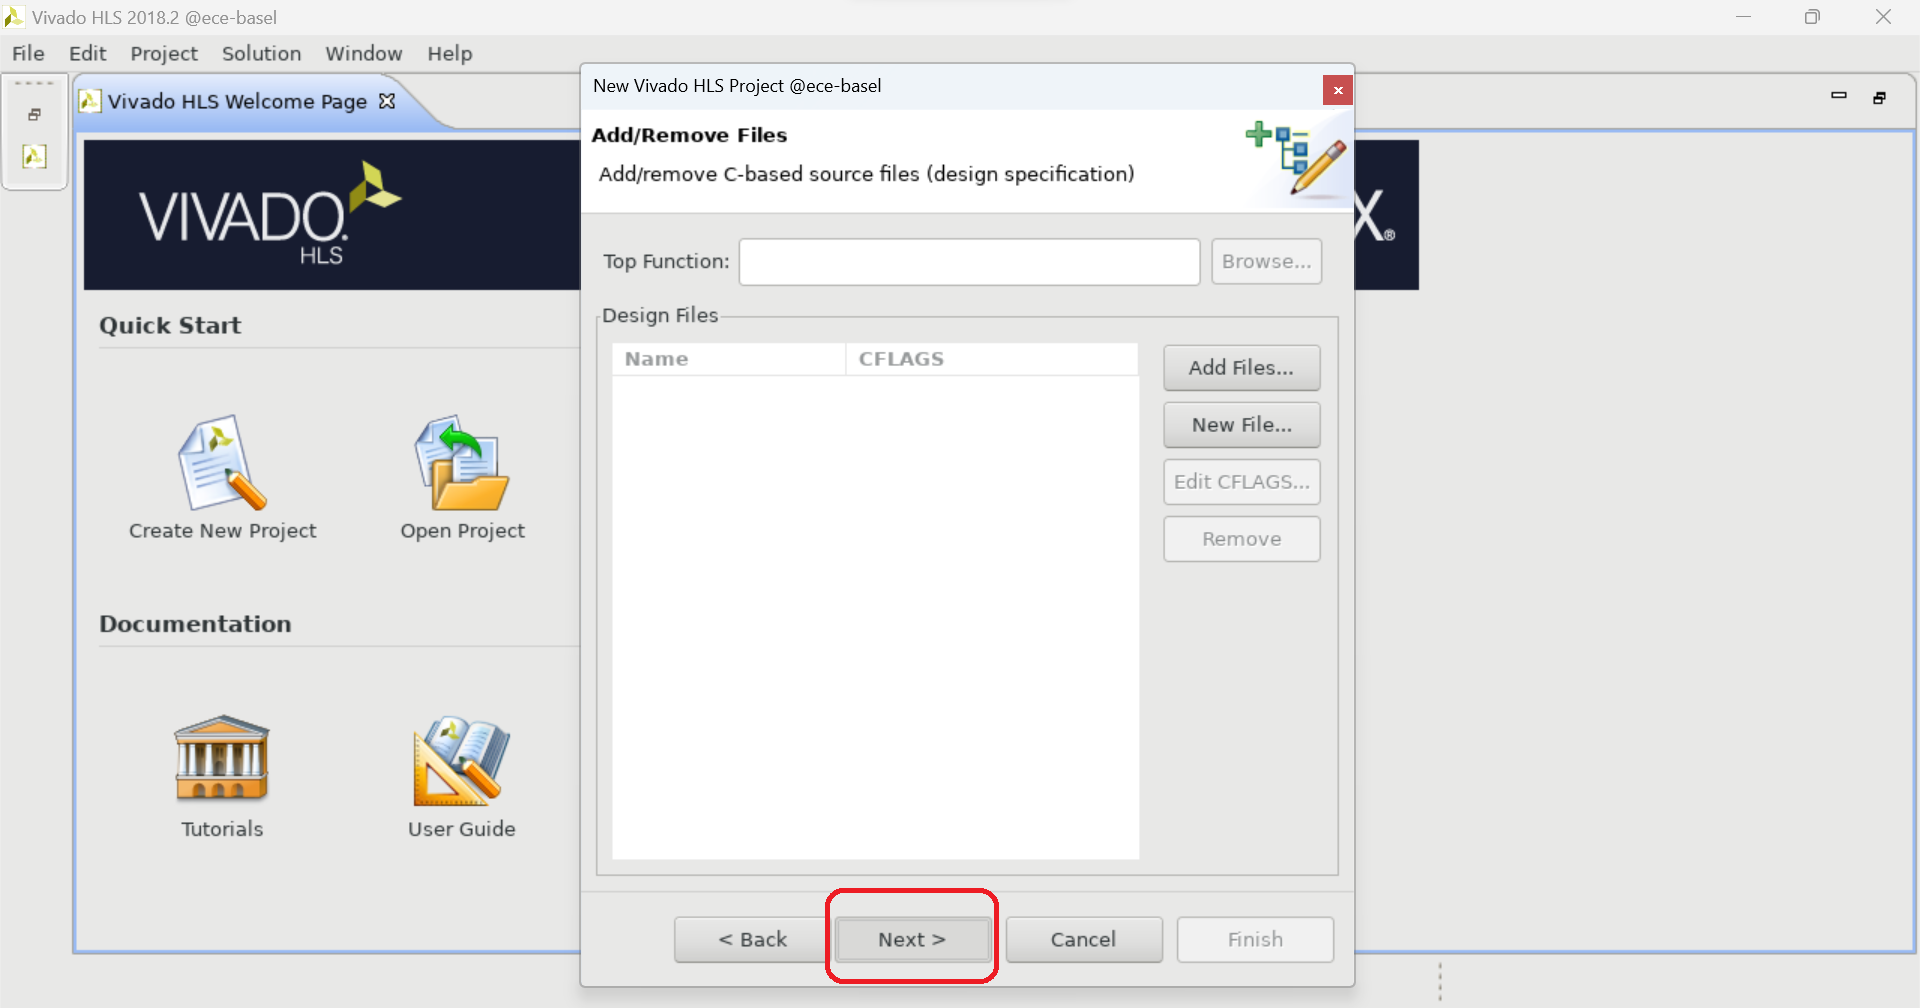 Vivado HLS 2018.2 @ece-basel
File Edit Project Solution Window Help
Vivado HLS Welcome Page
VIVADO.
HLS
X®
Quick Start
Create New Project
Open Project
Documentation
Tutorials
User Guide
New Vivado HLS Project @ece-basel
Add/Remove Files
Add/remove C-based source files (design specification)
Top Function:
Browse...
Design Files
Name CFLAGS
Add Files...
New File...
Edit CFLAGS...
Remove
< Back
Next >
Cancel
Finish